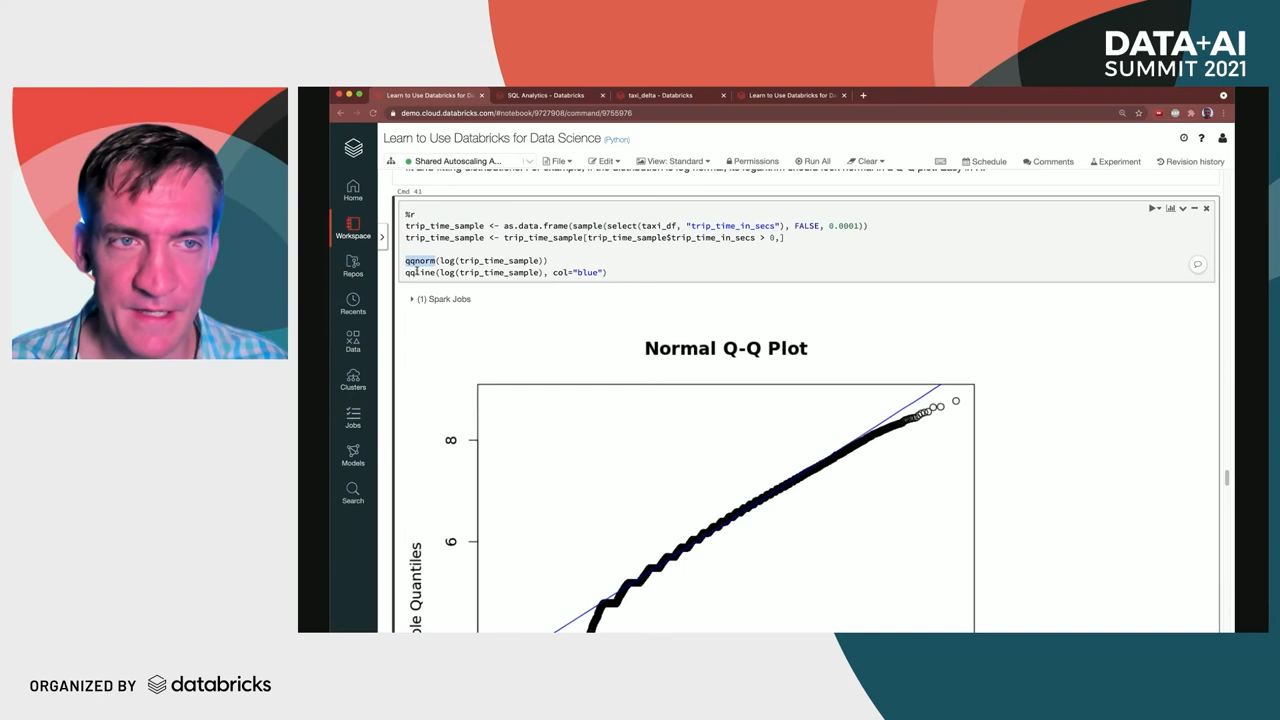 DATA+AI
SUMMIT 2021
Learn to Use Databricks for Da
SQL Analytics - Databricks
taxi_delta - Databricks
Learn to Use Databricks for Da
demo.cloud.databricks.com/#notebook/9727908/command/9755976
Learn to Use Databricks for Data Science (Python)
Shared Autoscaling A...
File
Edit
View: Standard
Permissions
Run All
Clear
Schedule
Comments
Experiment
Revision history
Home
Workspace
Repos
Recents
Data
Clusters
Jobs
Models
Search
Cmd 41
%r
trip_time_sample <- as.data.frame(sample(select(taxi_df, "trip_time_in_secs"), FALSE, 0.0001))
trip_time_sample <- trip_time_sample[trip_time_sample$trip_time_in_secs > 0,]
qqnorm(log(trip_time_sample))
qqline(log(trip_time_sample), col="blue")
(1) Spark Jobs
Normal Q-Q Plot
8
6
ple Quantiles
ORGANIZED BY databricks